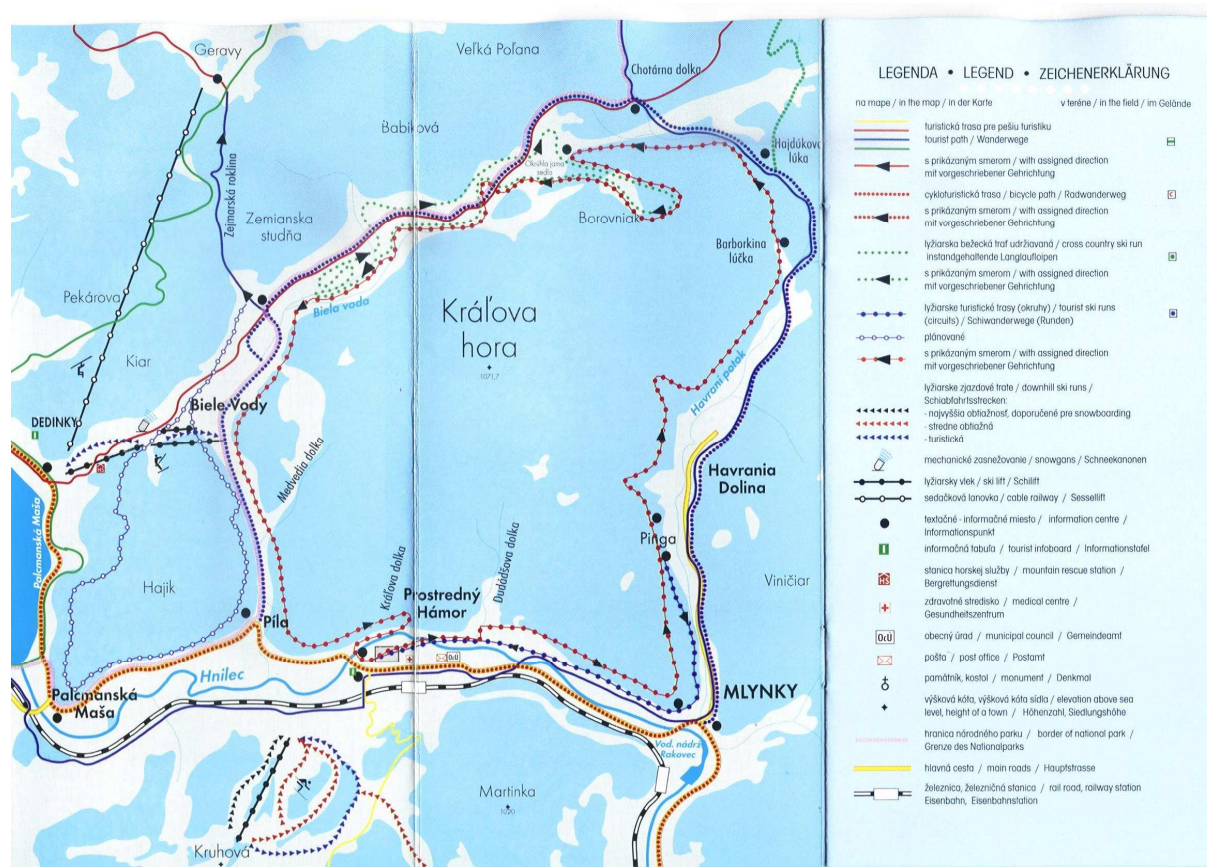 Geravy
Veľká Poľana
Chotárna dolka
Babiková
Hajdúkova
lúka
Okrúhla jama
sedlo
Zejmarská roklina
Zemianska
studňa
Borovniak
Barborkina
lúčka
Pekárova
Biela voda
Kráľova
hora
1071,7
Kiar
Havrani potok
Biele Vody
DEDINKY
Medvedia dolka
Havrania
Dolina
Palcmanská Maša
Pinga
Hajik
Kráľova dolka
Prostredný
Hámor
Dudášova dolka
Viničiar
Píla
OcÚ
Hnilec
Palcmanská
Maša
MLYNKY
Vod. nádrž
Rakovec
Martinka
Kruhová
LEGENDA • LEGEND • ZEICHENERKLÄRUNG
na mape / in the map / in der Karte
v teréne / in the field / im Gelände
turistická trasa pre pešiu turistiku
tourist path / Wanderwege
s prikázaným smerom / with assigned direction
mit vorgeschriebener Gehrichtung
cykloturistická trasa / bicycle path / Radwanderweg
C
s prikázaným smerom / with assigned direction
mit vorgeschriebener Gehrichtung
lyžiarska bežecká trať udržiavaná / cross country ski run
instandgehaltende Langlaufloipen
s prikázaným smerom / with assigned direction
mit vorgeschriebener Gehrichtung
lyžiarske turistické trasy (okruhy) / tourist ski runs
(circuits) / Schiwanderwege (Runden)
plánované
s prikázaným smerom / with assigned direction
mit vorgeschriebener Gehrichtung
lyžiarske zjazdové trate / downhill ski runs /
Schiabfahrtsstrecken:
- najvyššia obtiažnosť, doporučené pre snowboarding
- stredne obtiažná
- turistická
mechanické zasnežovanie / snowgans / Schneekanonen
lyžiarsky vlek / ski lift / Schilift
sedačková lanovka / cable railway / Sessellift
textačné - informačné miesto / information centre /
Informationspunkt
informačná tabuľa / tourist infoboard / Informationstafel
HS
stanica horskej služby / mountain rescue station /
Bergrettungsdienst
zdravotné stredisko / medical centre /
Gesundheitszentrum
OcÚ
obecný úrad / municipal council / Gemeindeamt
pošta / post office / Postamt
pamätník, kostol / monument / Denkmal
výšková kóta, výšková kóta sídla / elevation above sea
level, height of a town / Höhenzahl, Siedlungshöhe
hranica národného parku / border of national park /
Grenze des Nationalparks
hlavná cesta / main roads / Hauptstrasse
železnica, železničná stanica / rail road, railway station
Eisenbahn, Eisenbahnstation